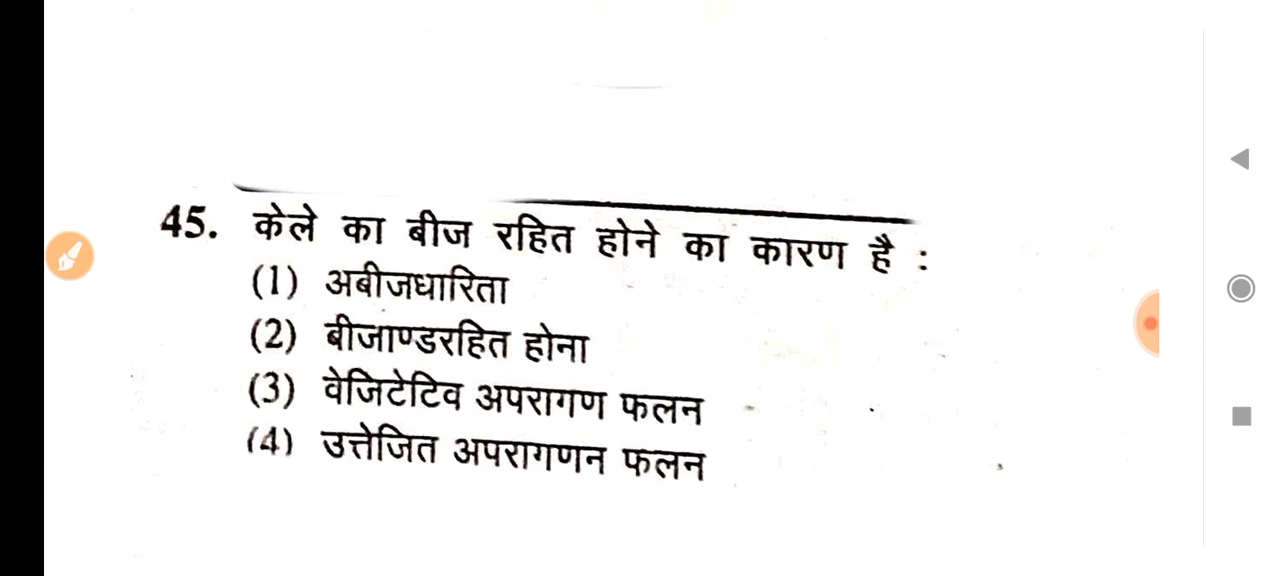 45. केले का बीज रहित होने का कारण है :
(1) अबीजधारिता
(2) बीजाण्डरहित होना
(3) वेजिटेटिव अपरागण फलन
(4) उत्तेजित अपरागणन फलन